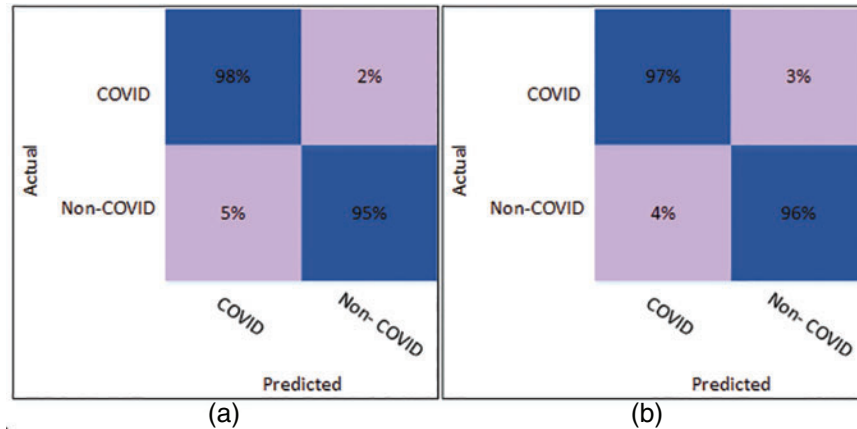 98% 2%
COVID
Actual
Non-COVID
5% 95%
COVID
Non- COVID
Predicted
(a)
97% 3%
COVID
Actual
Non-COVID
4% 96%
COVID
Non- COVID
Predicted
(b)